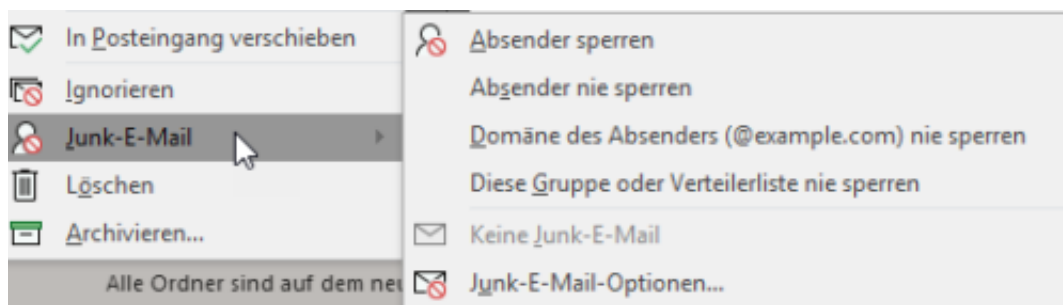 In Posteingang verschieben
Ignorieren
Junk-E-Mail
Löschen
Archivieren...
Alle Ordner sind auf dem
Absender sperren
Absender nie sperren
Domäne des Absenders (@example.com) nie sperren
Diese Gruppe oder Verteilerliste nie sperren
Keine Junk-E-Mail
Junk-E-Mail-Optionen...